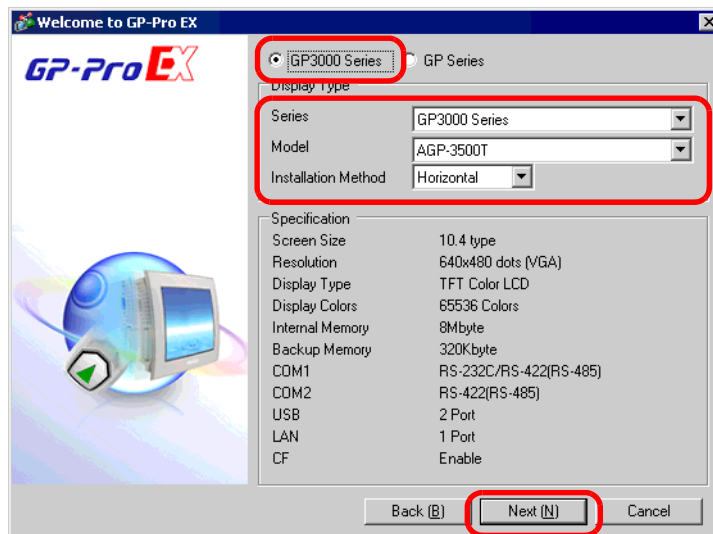 Welcome to GP-Pro EX
GP-Pro EX
GP3000 Series GP Series
Display Type
Series GP3000 Series
Model AGP-3500T
Installation Method Horizontal
Specification
Screen Size 10.4 type
Resolution 640x480 dots (VGA)
Display Type TFT Color LCD
Display Colors 65536 Colors
Internal Memory 8Mbyte
Backup Memory 320Kbyte
COM1 RS-232C/RS-422(RS-485)
COM2 RS-422(RS-485)
USB 2 Port
LAN 1 Port
CF Enable
Back (B) Next (N) Cancel